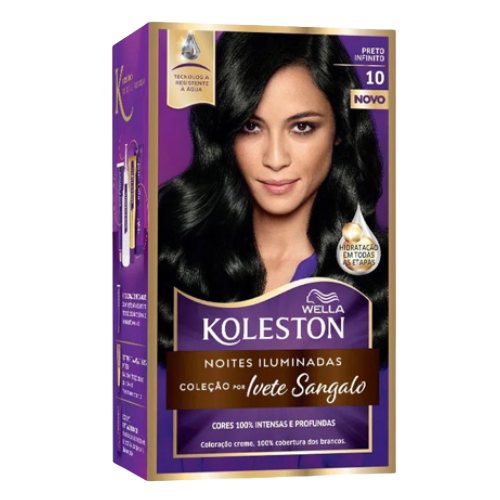 TECNOLOGIA
RESISTENTE
À ÁGUA
PRETO
INFINITO
10
NOVO
HIDRATAÇÃO
EM TODAS
AS ETAPAS
WELLA
KOLESTON
NOITES ILUMINADAS
COLEÇÃO POR Ivete Sangalo
CORES 100% INTENSAS E PROFUNDAS
Coloração creme, 100% cobertura dos brancos.